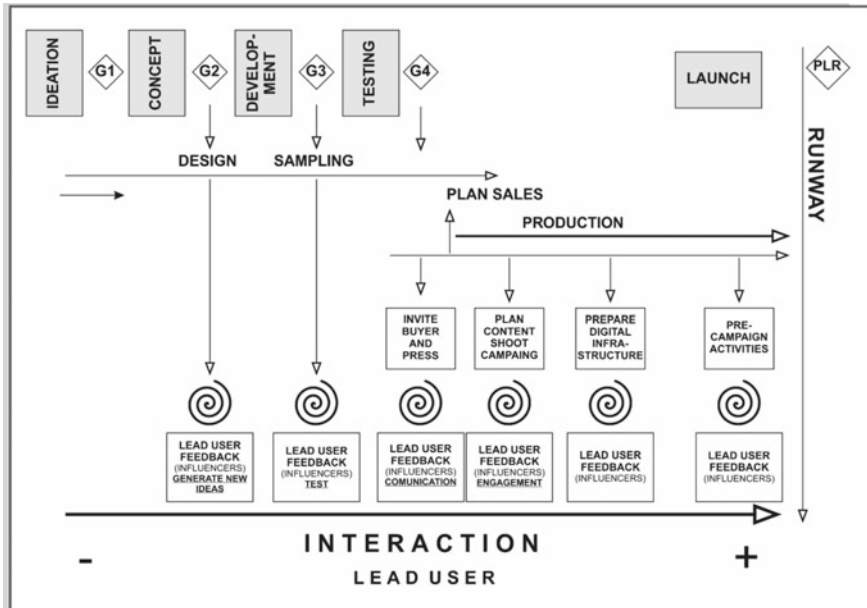 IDEATION
G1
CONCEPT
G2
DEVELOP-
MENT
G3
TESTING
G4
LAUNCH
PLR
RUNWAY
DESIGN
SAMPLING
PLAN SALES
PRODUCTION
INVITE
BUYER
AND
PRESS
PLAN
CONTENT
SHOOT
CAMPAING
PREPARE
DIGITAL
INFRA-
STRUCTURE
PRE-
CAMPAIGN
ACTIVITIES
LEAD USER
FEEDBACK
(INFLUENCERS)
GENERATE NEW
IDEAS
LEAD USER
FEEDBACK
(INFLUENCERS)
TEST
LEAD USER
FEEDBACK
(INFLUENCERS)
COMUNICATION
LEAD USER
FEEDBACK
(INFLUENCERS)
ENGAGEMENT
LEAD USER
FEEDBACK
(INFLUENCERS)
LEAD USER
FEEDBACK
(INFLUENCERS)
-
INTERACTION
+
LEAD USER